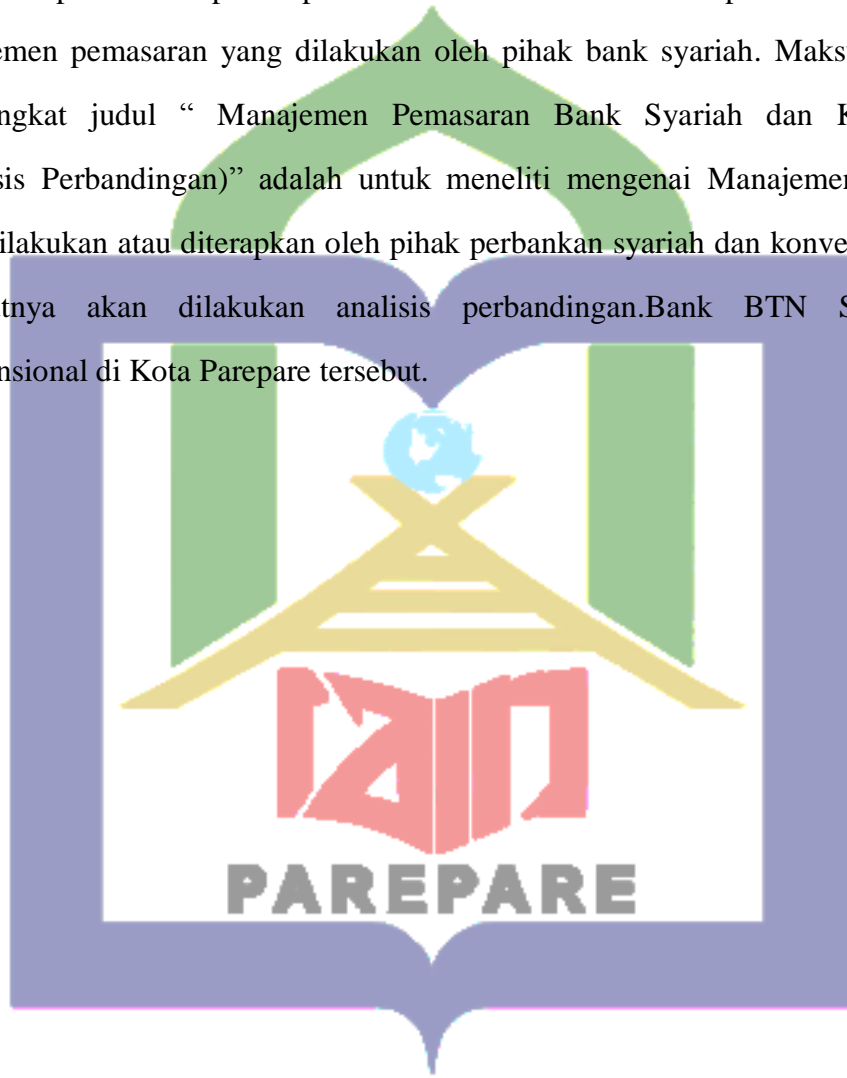 emen pemasaran yang dilakukan oleh pihak bank syariah.
ngkat judul “ Manajemen Pemasaran Bank Syariah dan
sis Perbandingan)” adalah untuk meneliti mengenai Manajemen
ilakukan atau diterapkan oleh pihak perbankan syariah dan
tnya akan dilakukan analisis perbandingan.Bank BTN
nsional di Kota Parepare tersebut.
iain
PAREPARE